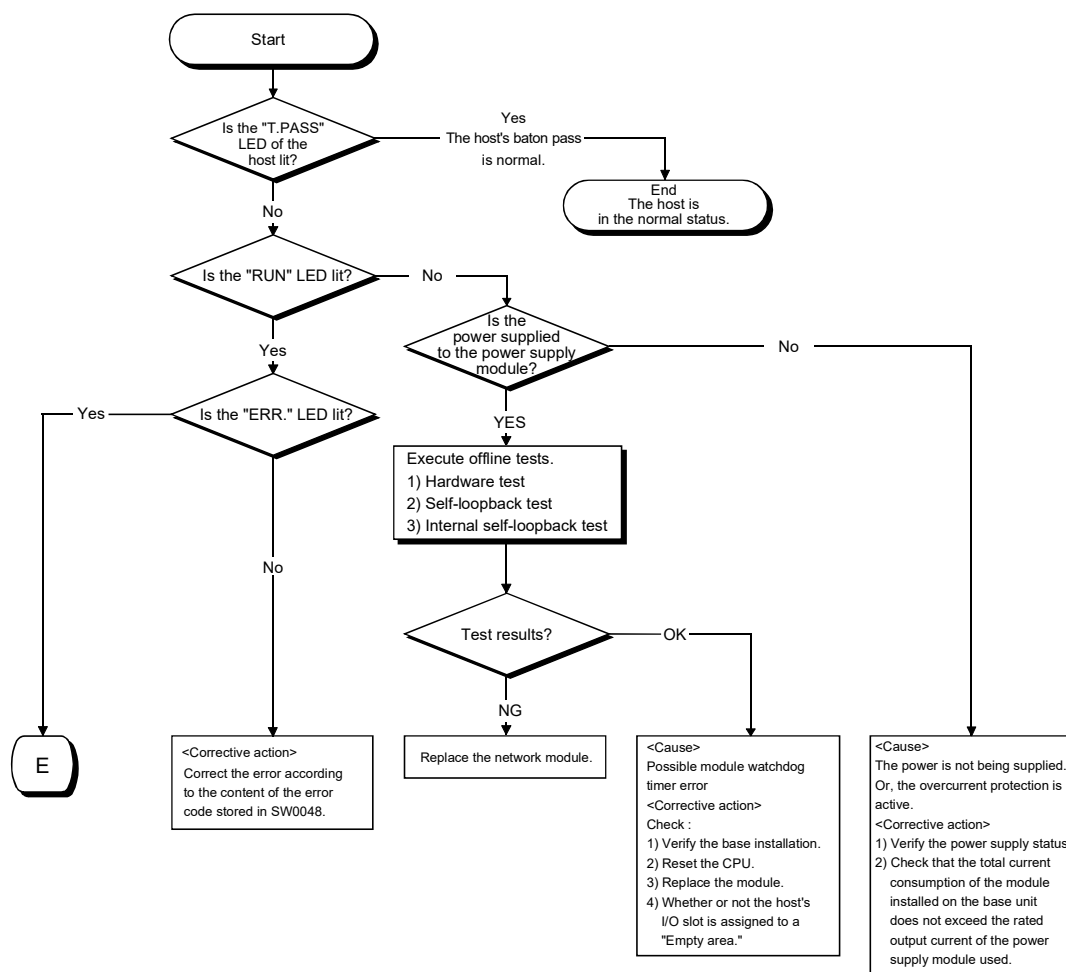 Start
Is the "T.PASS"
LED of the
host lit?
Yes
The host's baton pass
is normal.
End
The host is
in the normal status.
No
Is the "RUN" LED lit?
No
Is the
power supplied
to the power supply
module?
No
Yes
Is the "ERR." LED lit?
Yes
YES
Execute offline tests.
1) Hardware test
2) Self-loopback test
3) Internal self-loopback test
No
Test results?
OK
NG
E
<Corrective action>
Correct the error according
to the content of the error
code stored in SW0048.
Replace the network module.
<Cause>
Possible module watchdog
timer error
<Corrective action>
Check :
1) Verify the base installation.
2) Reset the CPU.
3) Replace the module.
4) Whether or not the host's
I/O slot is assigned to a
"Empty area."
<Cause>
The power is not being supplied.
Or, the overcurrent protection is
active.
<Corrective action>
1) Verify the power supply status
2) Check that the total current
consumption of the module
installed on the base unit
does not exceed the rated
output current of the power
supply module used.